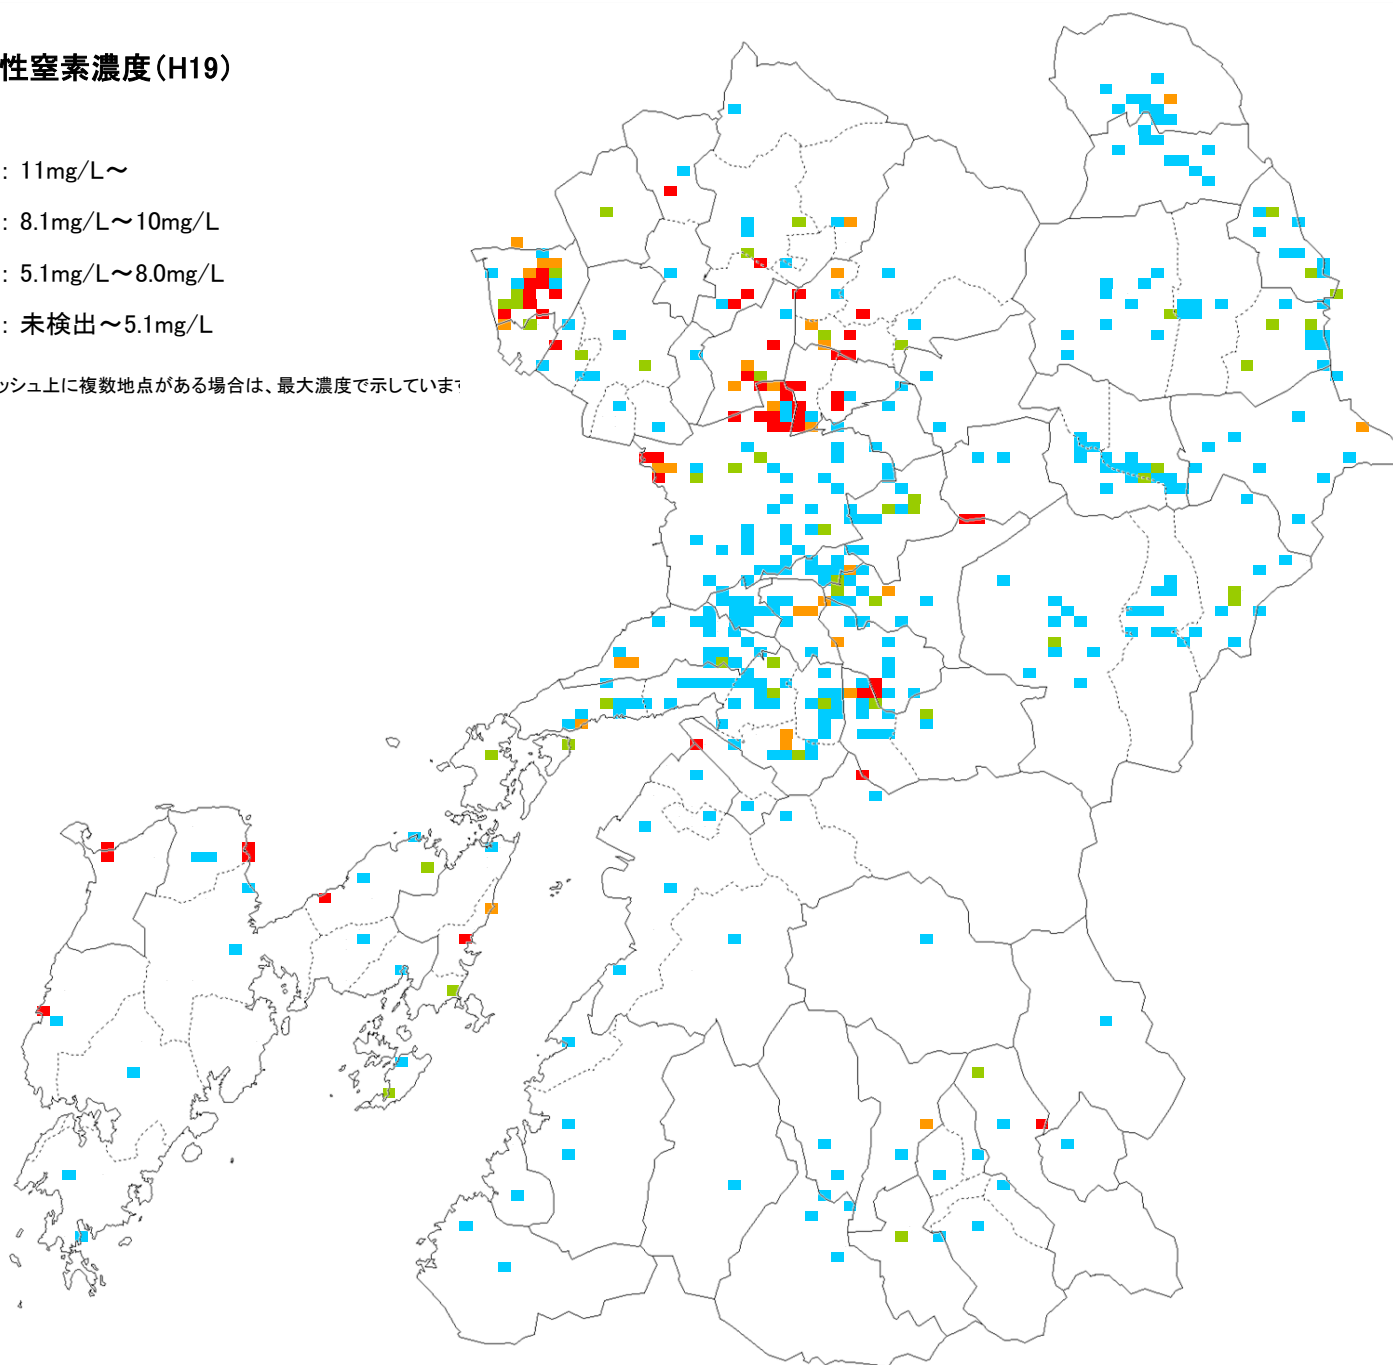 性窒素濃度(H19)
: 11mg/L~
: 8.1mg/L~10mg/L
: 5.1mg/L~8.0mg/L
: 未検出~5.1mg/L
ッシュ上に複数地点がある場合は、最大濃度で示していま